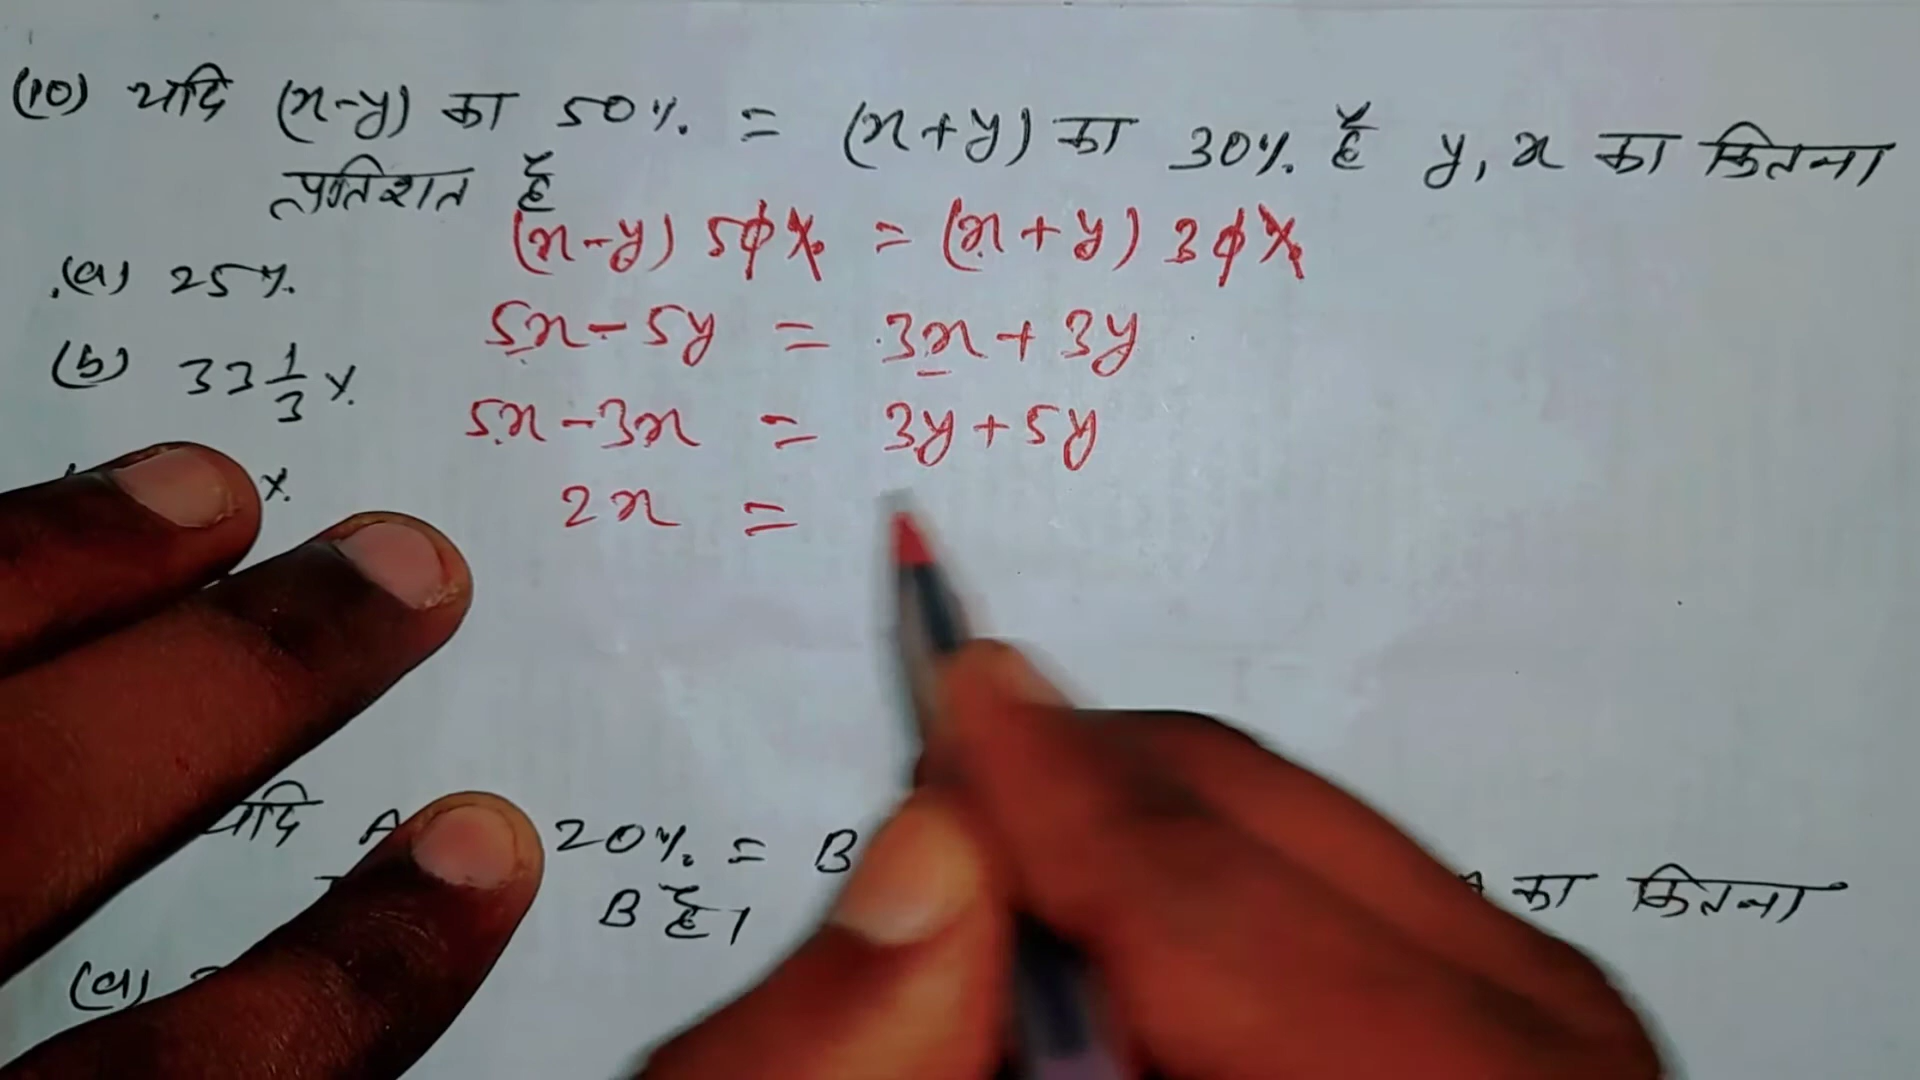 (10) यदि (x-y) का 50% = (x+y) का 30% है y, x का कितना
प्रतिशत है
(x-y) 50% = (x+y) 30%
.(a) 25%.
5x - 5y = 3x + 3y
(b) 33 1/3 %.
5x - 3x = 3y + 5y
%.
2x =
यदि A 20% = B
का कितना
B है।
(a)